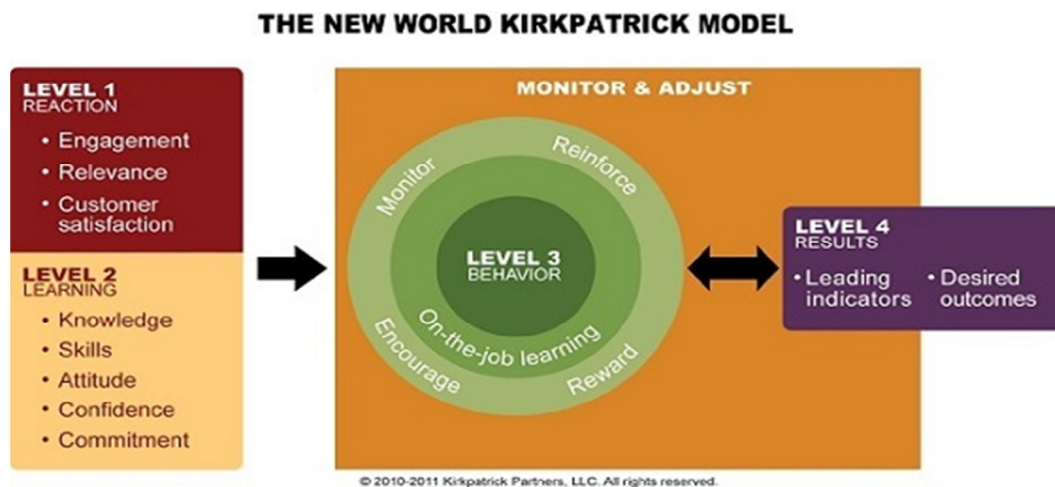 THE NEW WORLD KIRKPATRICK MODEL
LEVEL 1
REACTION
• Engagement
• Relevance
• Customer
satisfaction
LEVEL 2
LEARNING
• Knowledge
• Skills
• Attitude
• Confidence
• Commitment
MONITOR & ADJUST
Monitor
Reinforce
LEVEL 3
BEHAVIOR
On-the-job learning
Encourage
Reward
LEVEL 4
RESULTS
• Leading
indicators
• Desired
outcomes
© 2010-2011 Kirkpatrick Partners, LLC. All rights reserved.